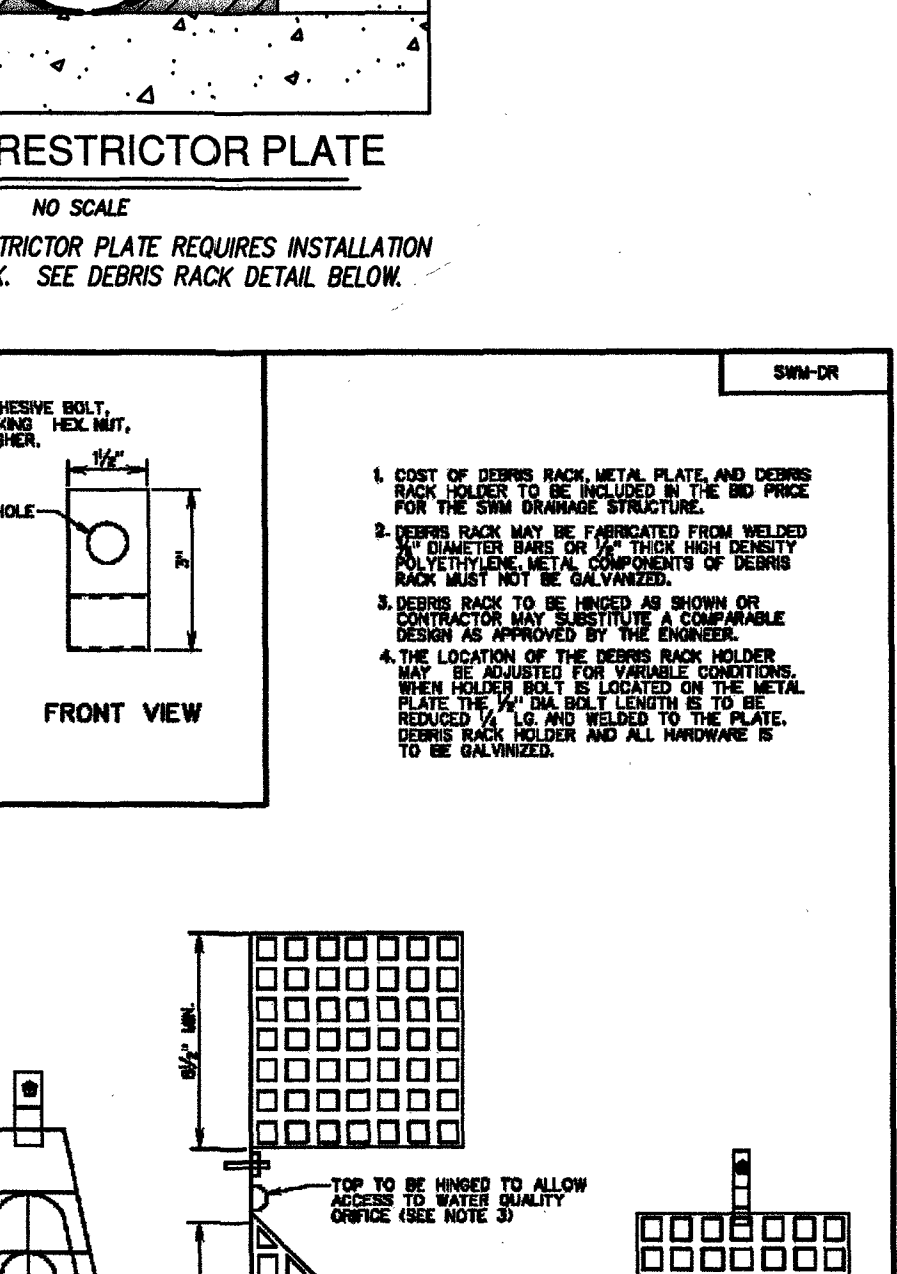 RESTRICTOR PLATE
NO SCALE
TRICTOR PLATE REQUIRES INSTALLATION
K. SEE DEBRIS RACK DETAIL BELOW.
SWM-DR
HESIVE BOLT,
KING HEX. NUT,
SHER.
1½"
HOLE
3"
FRONT VIEW
1. COST OF DEBRIS RACK, METAL PLATE, AND DEBRIS
RACK HOLDER TO BE INCLUDED IN THE BID PRICE
FOR THE SWM DRAINAGE STRUCTURE.
2. DEBRIS RACK MAY BE FABRICATED FROM WELDED
" DIAMETER BARS OR ½" THICK HIGH DENSITY
POLYETHYLENE. METAL COMPONENTS OF DEBRIS
RACK MUST NOT BE GALVANIZED.
3. DEBRIS RACK TO BE HINGED AS SHOWN OR
CONTRACTOR MAY SUBSTITUTE A COMPARABLE
DESIGN AS APPROVED BY THE ENGINEER.
4. THE LOCATION OF THE DEBRIS RACK HOLDER
MAY BE ADJUSTED FOR VARIABLE CONDITIONS.
WHEN HOLDER BOLT IS LOCATED ON THE METAL
PLATE THE ½" DIA. BOLT LENGTH IS TO BE
REDUCED ¼ LG. AND WELDED TO THE PLATE.
DEBRIS RACK HOLDER AND ALL HARDWARE IS
TO BE GALVINIZED.
MIN.
TOP TO BE HINGED TO ALLOW
ACCESS TO WATER QUALITY
ORIFICE (SEE NOTE 3)